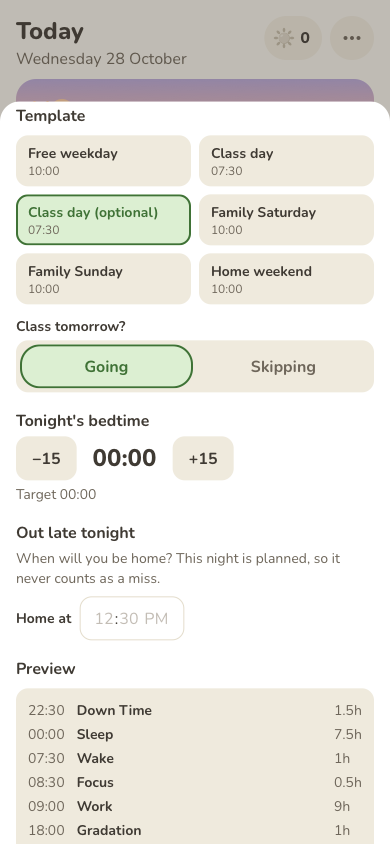 Today
Wednesday 28 October
0
Template
Free weekday
10:00
Class day
07:30
Class day (optional)
07:30
Family Saturday
10:00
Family Sunday
10:00
Home weekend
10:00
Class tomorrow?
Going
Skipping
Tonight's bedtime
−15
00:00
+15
Target 00:00
Out late tonight
When will you be home? This night is planned, so it
never counts as a miss.
Home at
12:30 PM
Preview
22:30 Down Time 1.5h
00:00 Sleep 7.5h
07:30 Wake 1h
08:30 Focus 0.5h
09:00 Work 9h
18:00 Gradation 1h